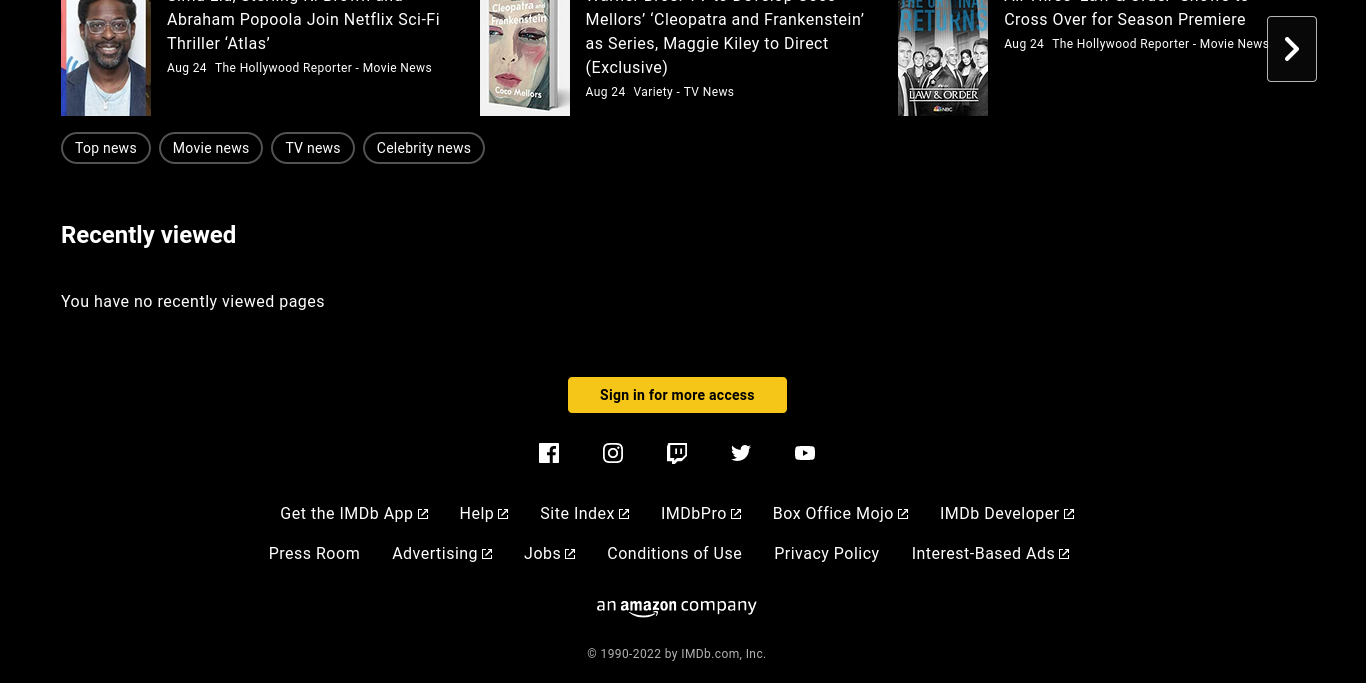 Abraham Popoola Join Netflix Sci-Fi
Thriller ‘Atlas’
Aug 24 The Hollywood Reporter - Movie News
Cleopatra and
Frankenstein
Coco Mellors
Mellors’ ‘Cleopatra and Frankenstein’
as Series, Maggie Kiley to Direct
(Exclusive)
Aug 24 Variety - TV News
RETURNS
LAW & ORDER
NBC
Cross Over for Season Premiere
Aug 24 The Hollywood Reporter - Movie News
Top news
Movie news
TV news
Celebrity news
Recently viewed
You have no recently viewed pages
Sign in for more access
Get the IMDb App Help Site Index IMDbPro Box Office Mojo IMDb Developer
Press Room Advertising Jobs Conditions of Use Privacy Policy Interest-Based Ads
an amazon company
© 1990-2022 by IMDb.com, Inc.